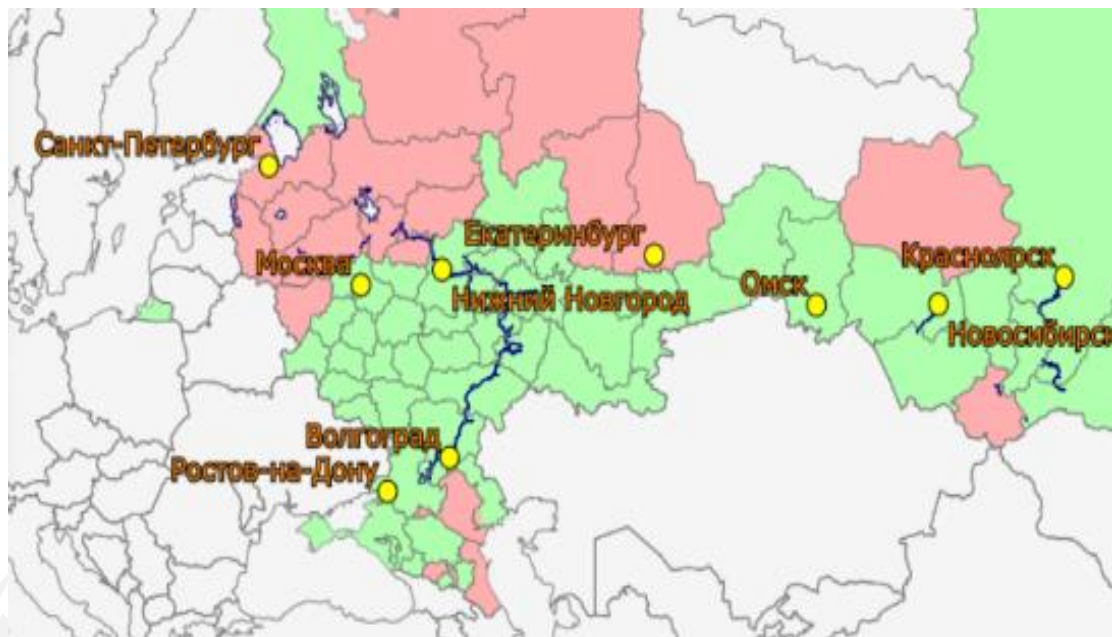 Санкт-Петербург
Москва
Екатеринбург
Нижний Новгород
Омск
Красноярск
Новосибирск
Волгоград
Ростов-на-Дону